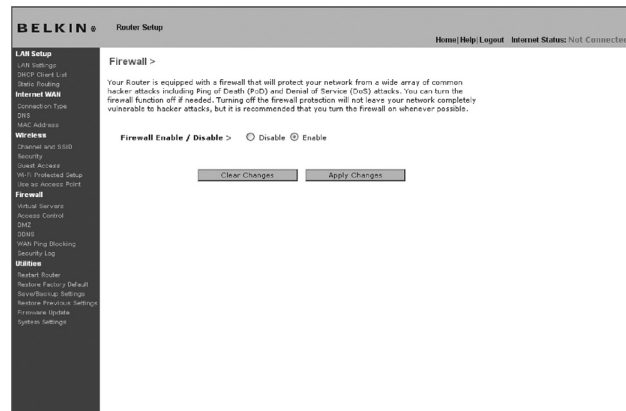 BELKIN
Router Setup
Home|Help|Logout Internet Status: Not Connected
LAN Setup
LAN Settings
DHCP Client List
Static Routing
Internet WAN
Connection Type
DNS
MAC Address
Wireless
Channel and SSID
Security
Guest Access
Wi-Fi Protected Setup
Use as Access Point
Firewall
Virtual Servers
Access Control
DMZ
DDNS
WAN Ping Blocking
Security Log
Utilities
Restart Router
Restore Factory Default
Save/Backup Settings
Restore Previous Settings
Firmware Update
System Settings
Firewall >
Your Router is equipped with a firewall that will protect your network from a wide array of common
hacker attacks including Ping of Death (PoD) and Denial of Service (DoS) attacks. You can turn the
firewall function off if needed. Turning off the firewall protection will not leave your network completely
vulnerable to hacker attacks, but it is recommended that you turn the firewall on whenever possible.
Firewall Enable / Disable > Disable Enable
Clear Changes Apply Changes